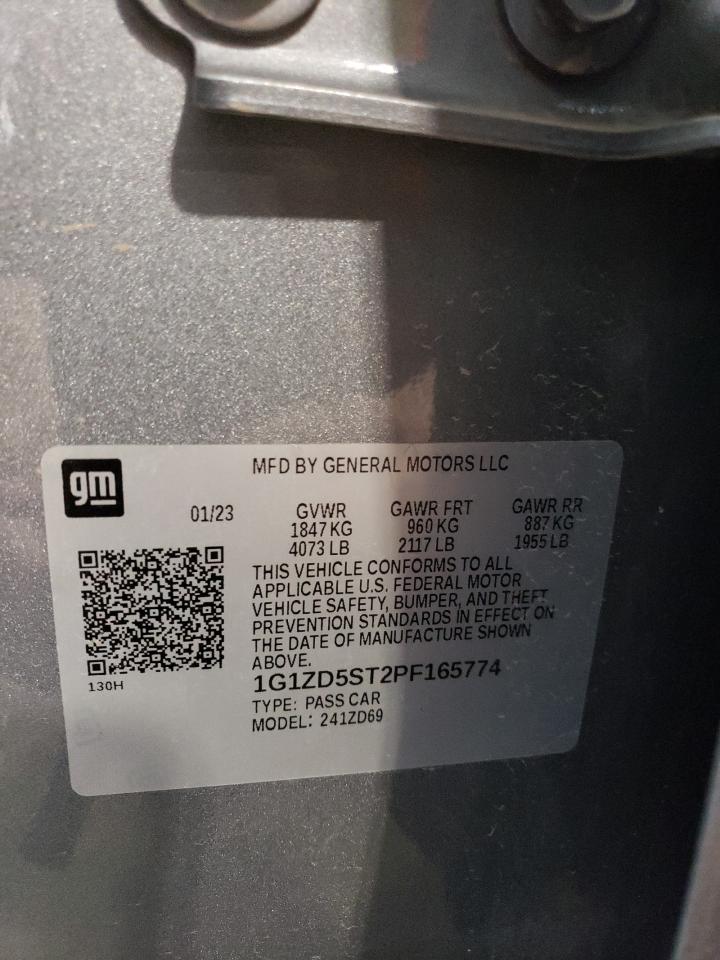 gm
MFD BY GENERAL MOTORS LLC
01/23 GVWR GAWR FRT GAWR RR
1847 KG 960 KG 887 KG
4073 LB 2117 LB 1955 LB
THIS VEHICLE CONFORMS TO ALL
APPLICABLE U.S. FEDERAL MOTOR
VEHICLE SAFETY, BUMPER, AND THEFT
PREVENTION STANDARDS IN EFFECT ON
THE DATE OF MANUFACTURE SHOWN
ABOVE.
130H
1G1ZD5ST2PF165774
TYPE: PASS CAR
MODEL: 241ZD69